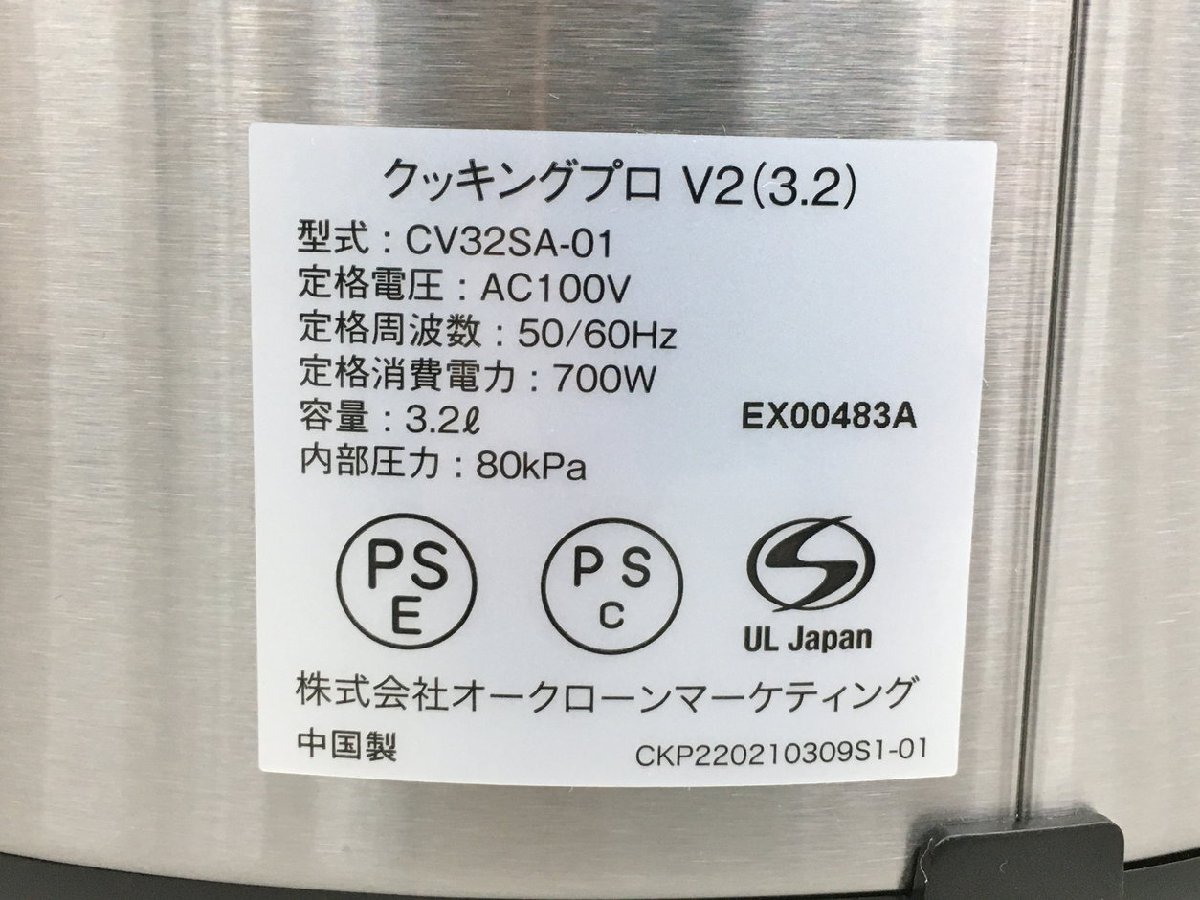 クッキングプロ V2(3.2)
型式：CV32SA-01
定格電圧：AC100V
定格周波数：50/60Hz
定格消費電力：700W
容量：3.2ℓ
EX00483A
内部圧力：80kPa
PS
E
PS
C
S
UL Japan
株式会社オークローンマーケティング
中国製
CKP220210309S1-01